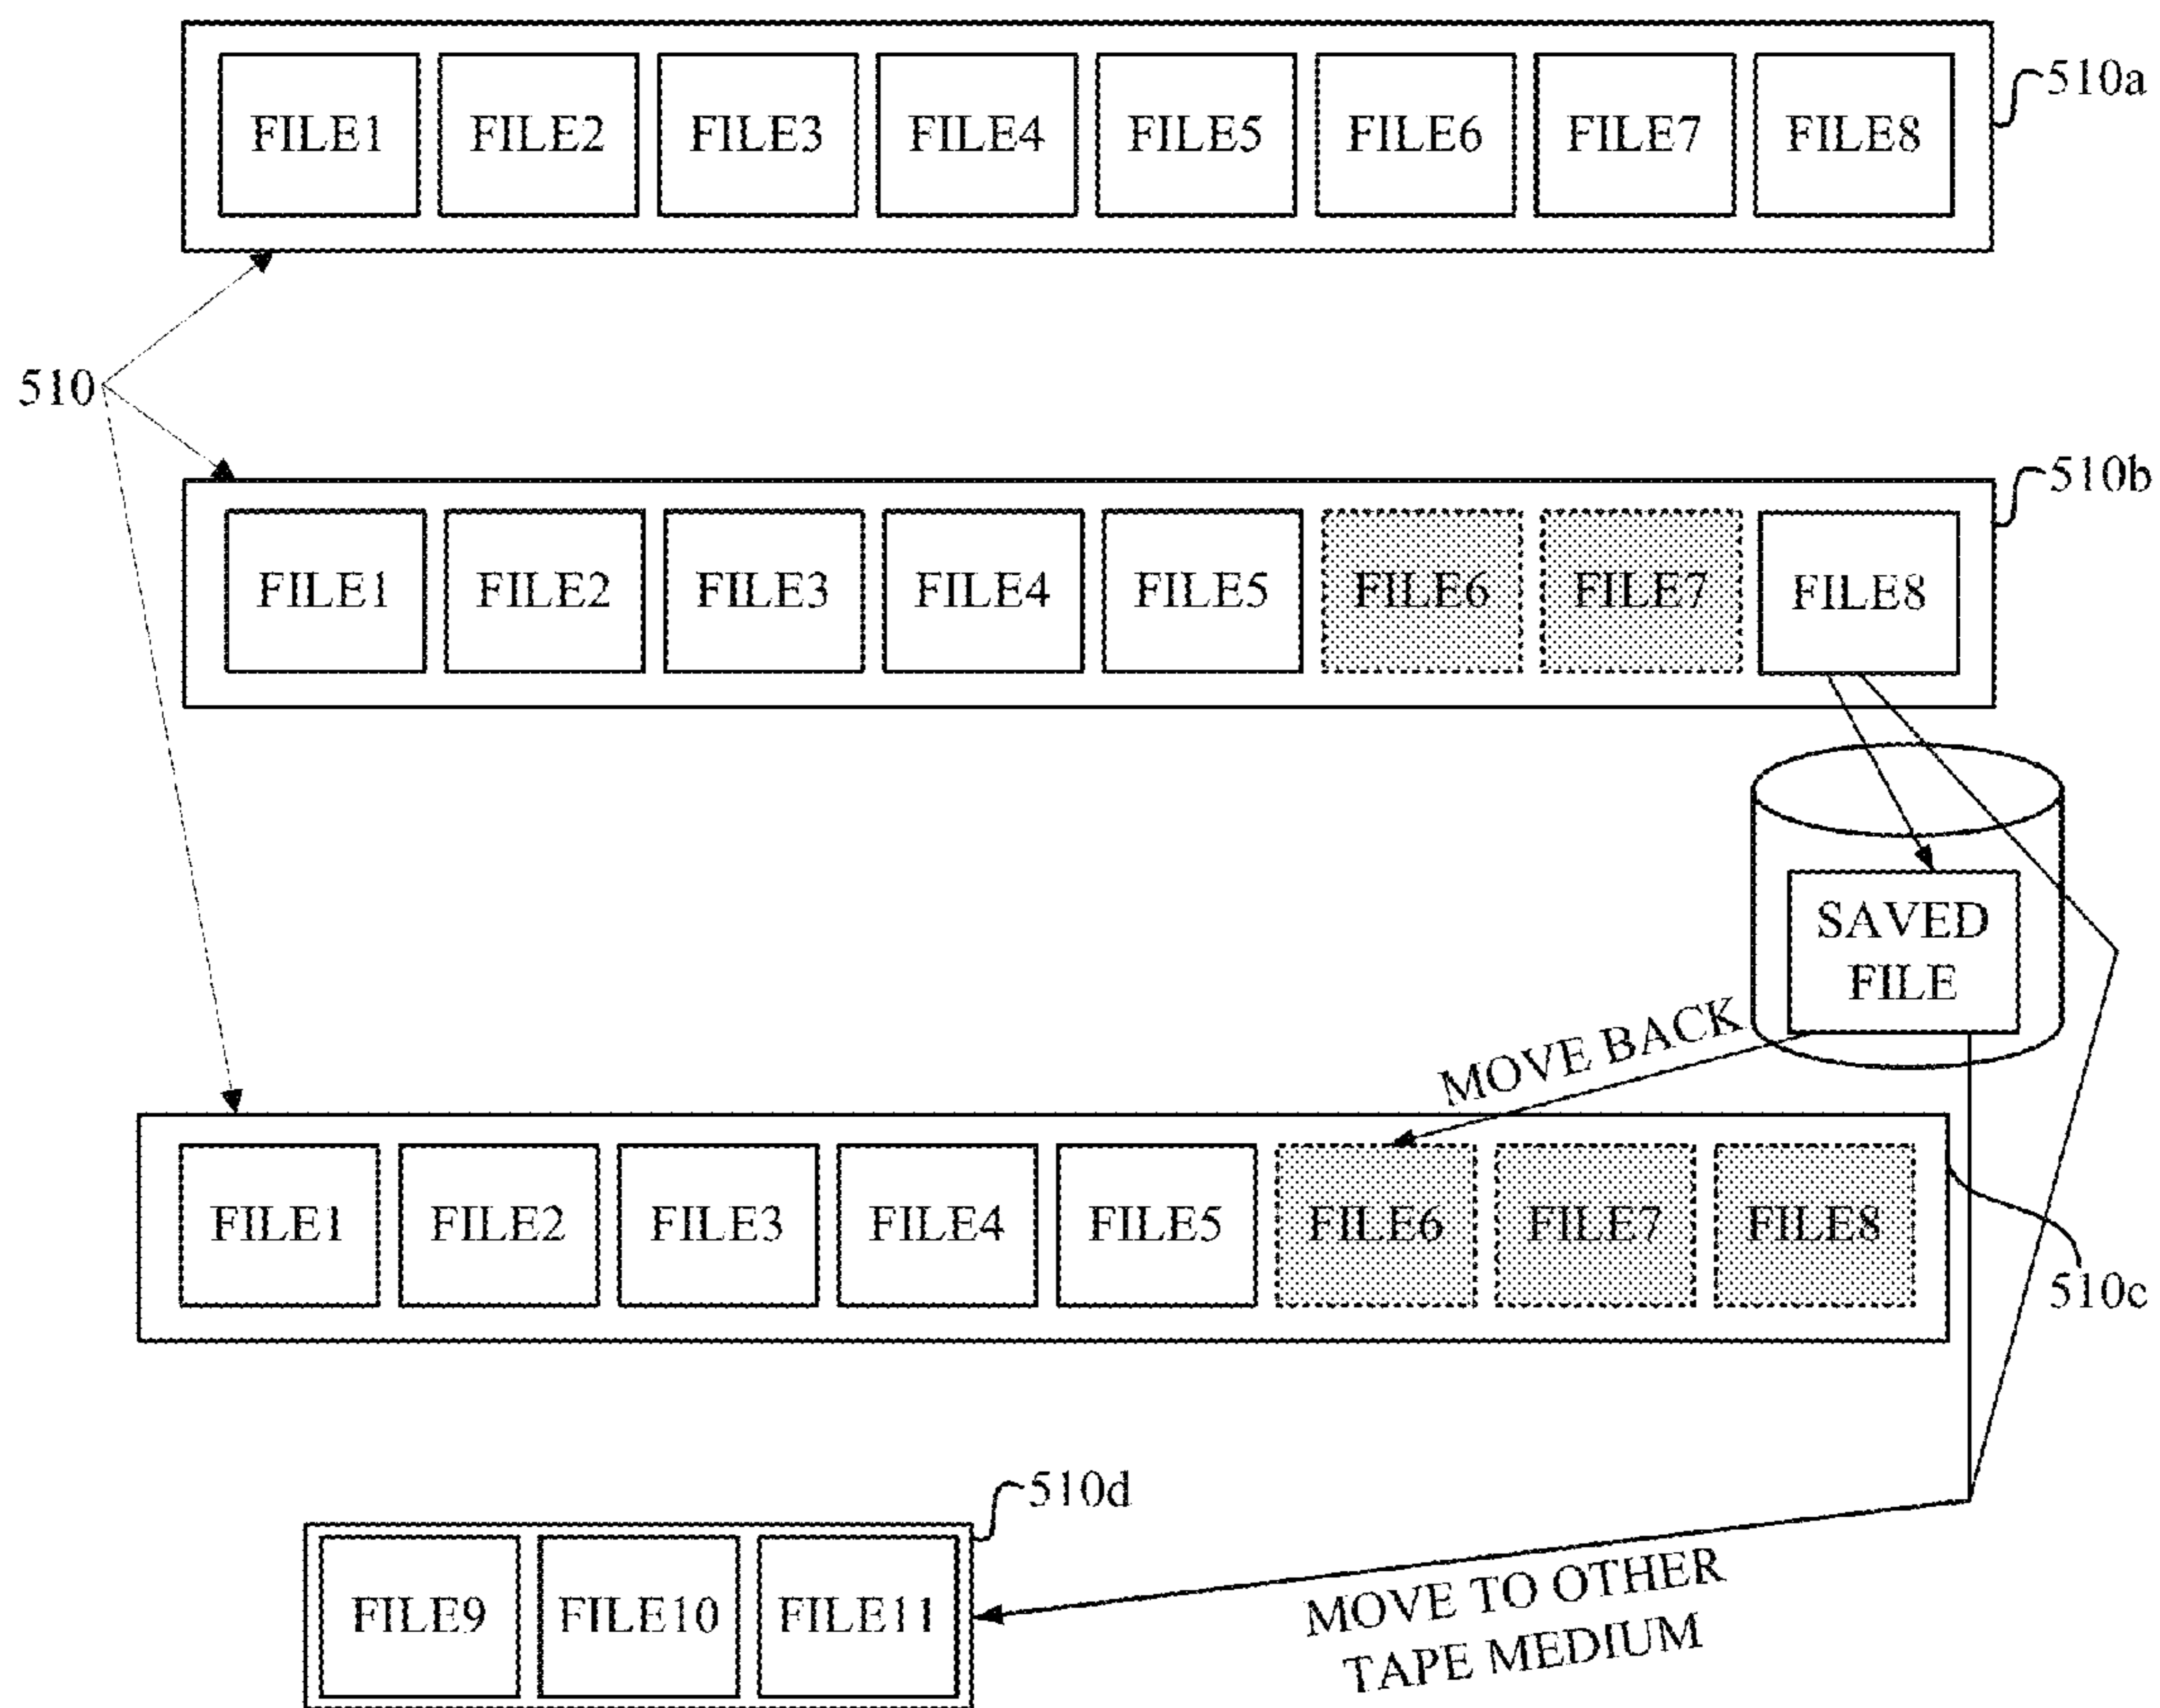 FILE1 FILE2 FILE3 FILE4 FILE5 FILE6 FILE7 FILE8
510a
510
510b
FILE1 FILE2 FILE3 FILE4 FILE5 FILE6 FILE7 FILE8
SAVED
FILE
MOVE BACK
FILE1 FILE2 FILE3 FILE4 FILE5 FILE6 FILE7 FILE8
510c
510d
FILE9 FILE10 FILE11
MOVE TO OTHER
TAPE MEDIUM